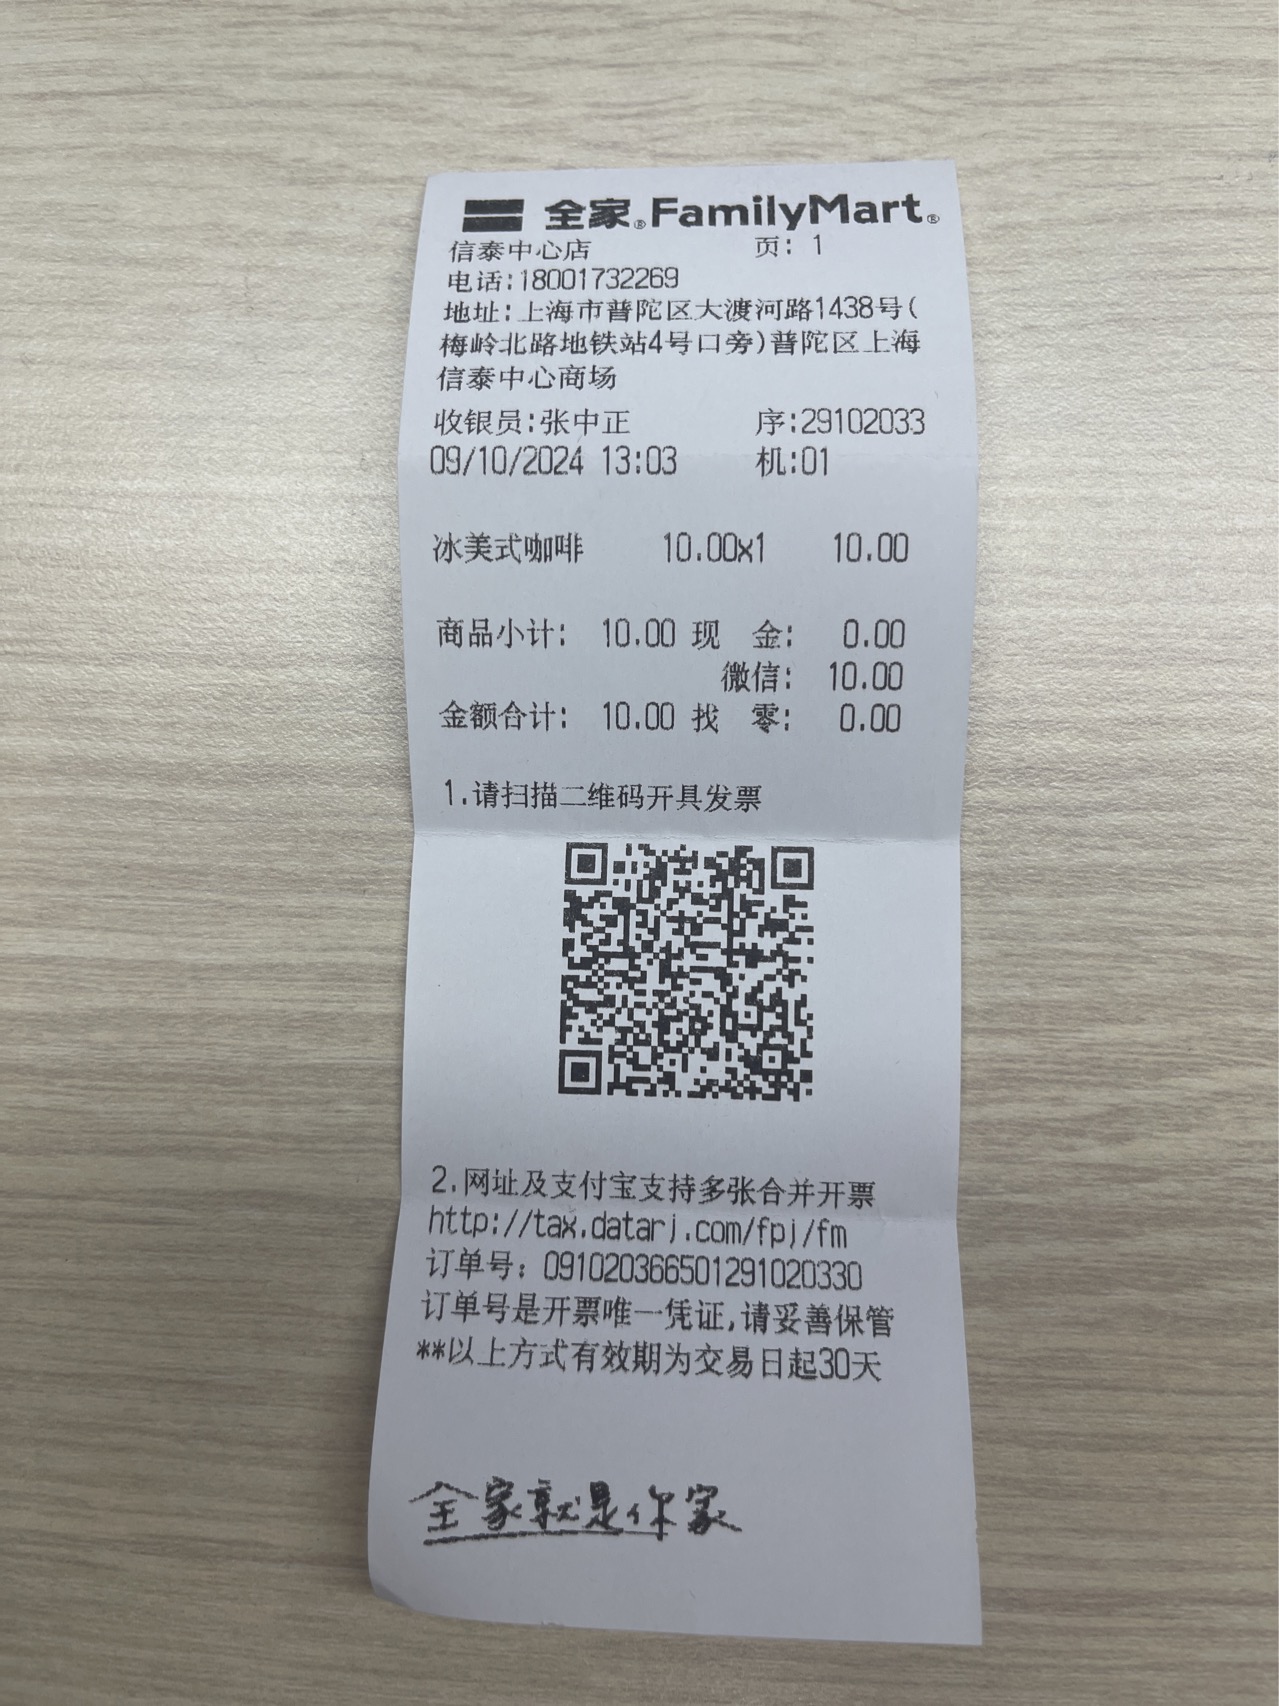 全家®FamilyMart®
信泰中心店 页: 1
电话:18001732269
地址:上海市普陀区大渡河路1438号(
梅岭北路地铁站4号口旁)普陀区上海
信泰中心商场
收银员:张中正 序:29102033
09/10/2024 13:03 机:01
冰美式咖啡 10.00x1 10.00
商品小计: 10.00 现 金: 0.00
微信: 10.00
金额合计: 10.00 找 零: 0.00
1.请扫描二维码开具发票
2.网址及支付宝支持多张合并开票
http://tax.datarj.com/fpj/fm
订单号: 091020366501291020330
订单号是开票唯一凭证,请妥善保管
**以上方式有效期为交易日起30天
全家就是你家